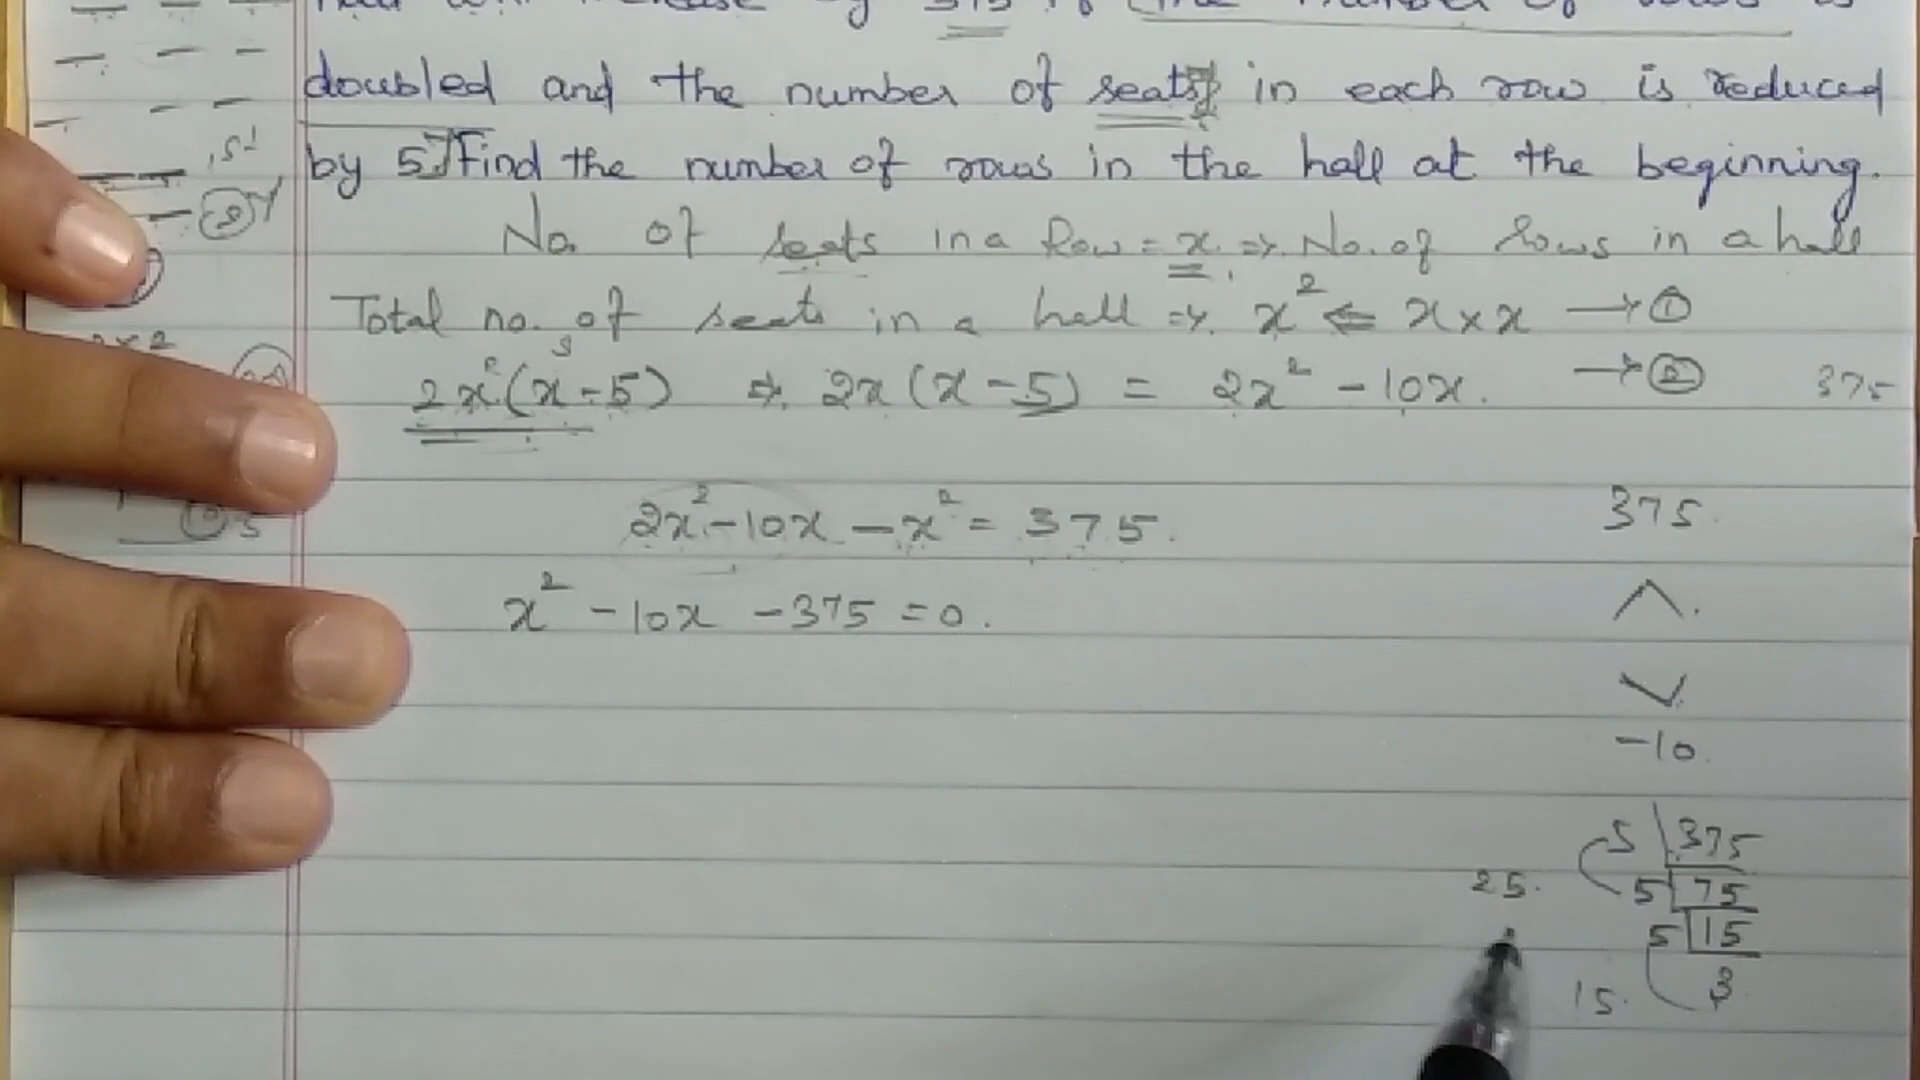 doubled and the number of seats in each row is reduced
by 5. Find the number of rows in the hall at the beginning.
No. of seats in a Row = x ⇒ No. of rows in a hall
Total no. of seats in a hall ⇒ x² ⇐ x × x → ①
2x²(x-5) ⇒ 2x(x-5) = 2x² - 10x. → ② 375
2x² - 10x - x² = 375. 375
x² - 10x - 375 = 0.
-10
5 375
25. 5 75
5 15
15. 3